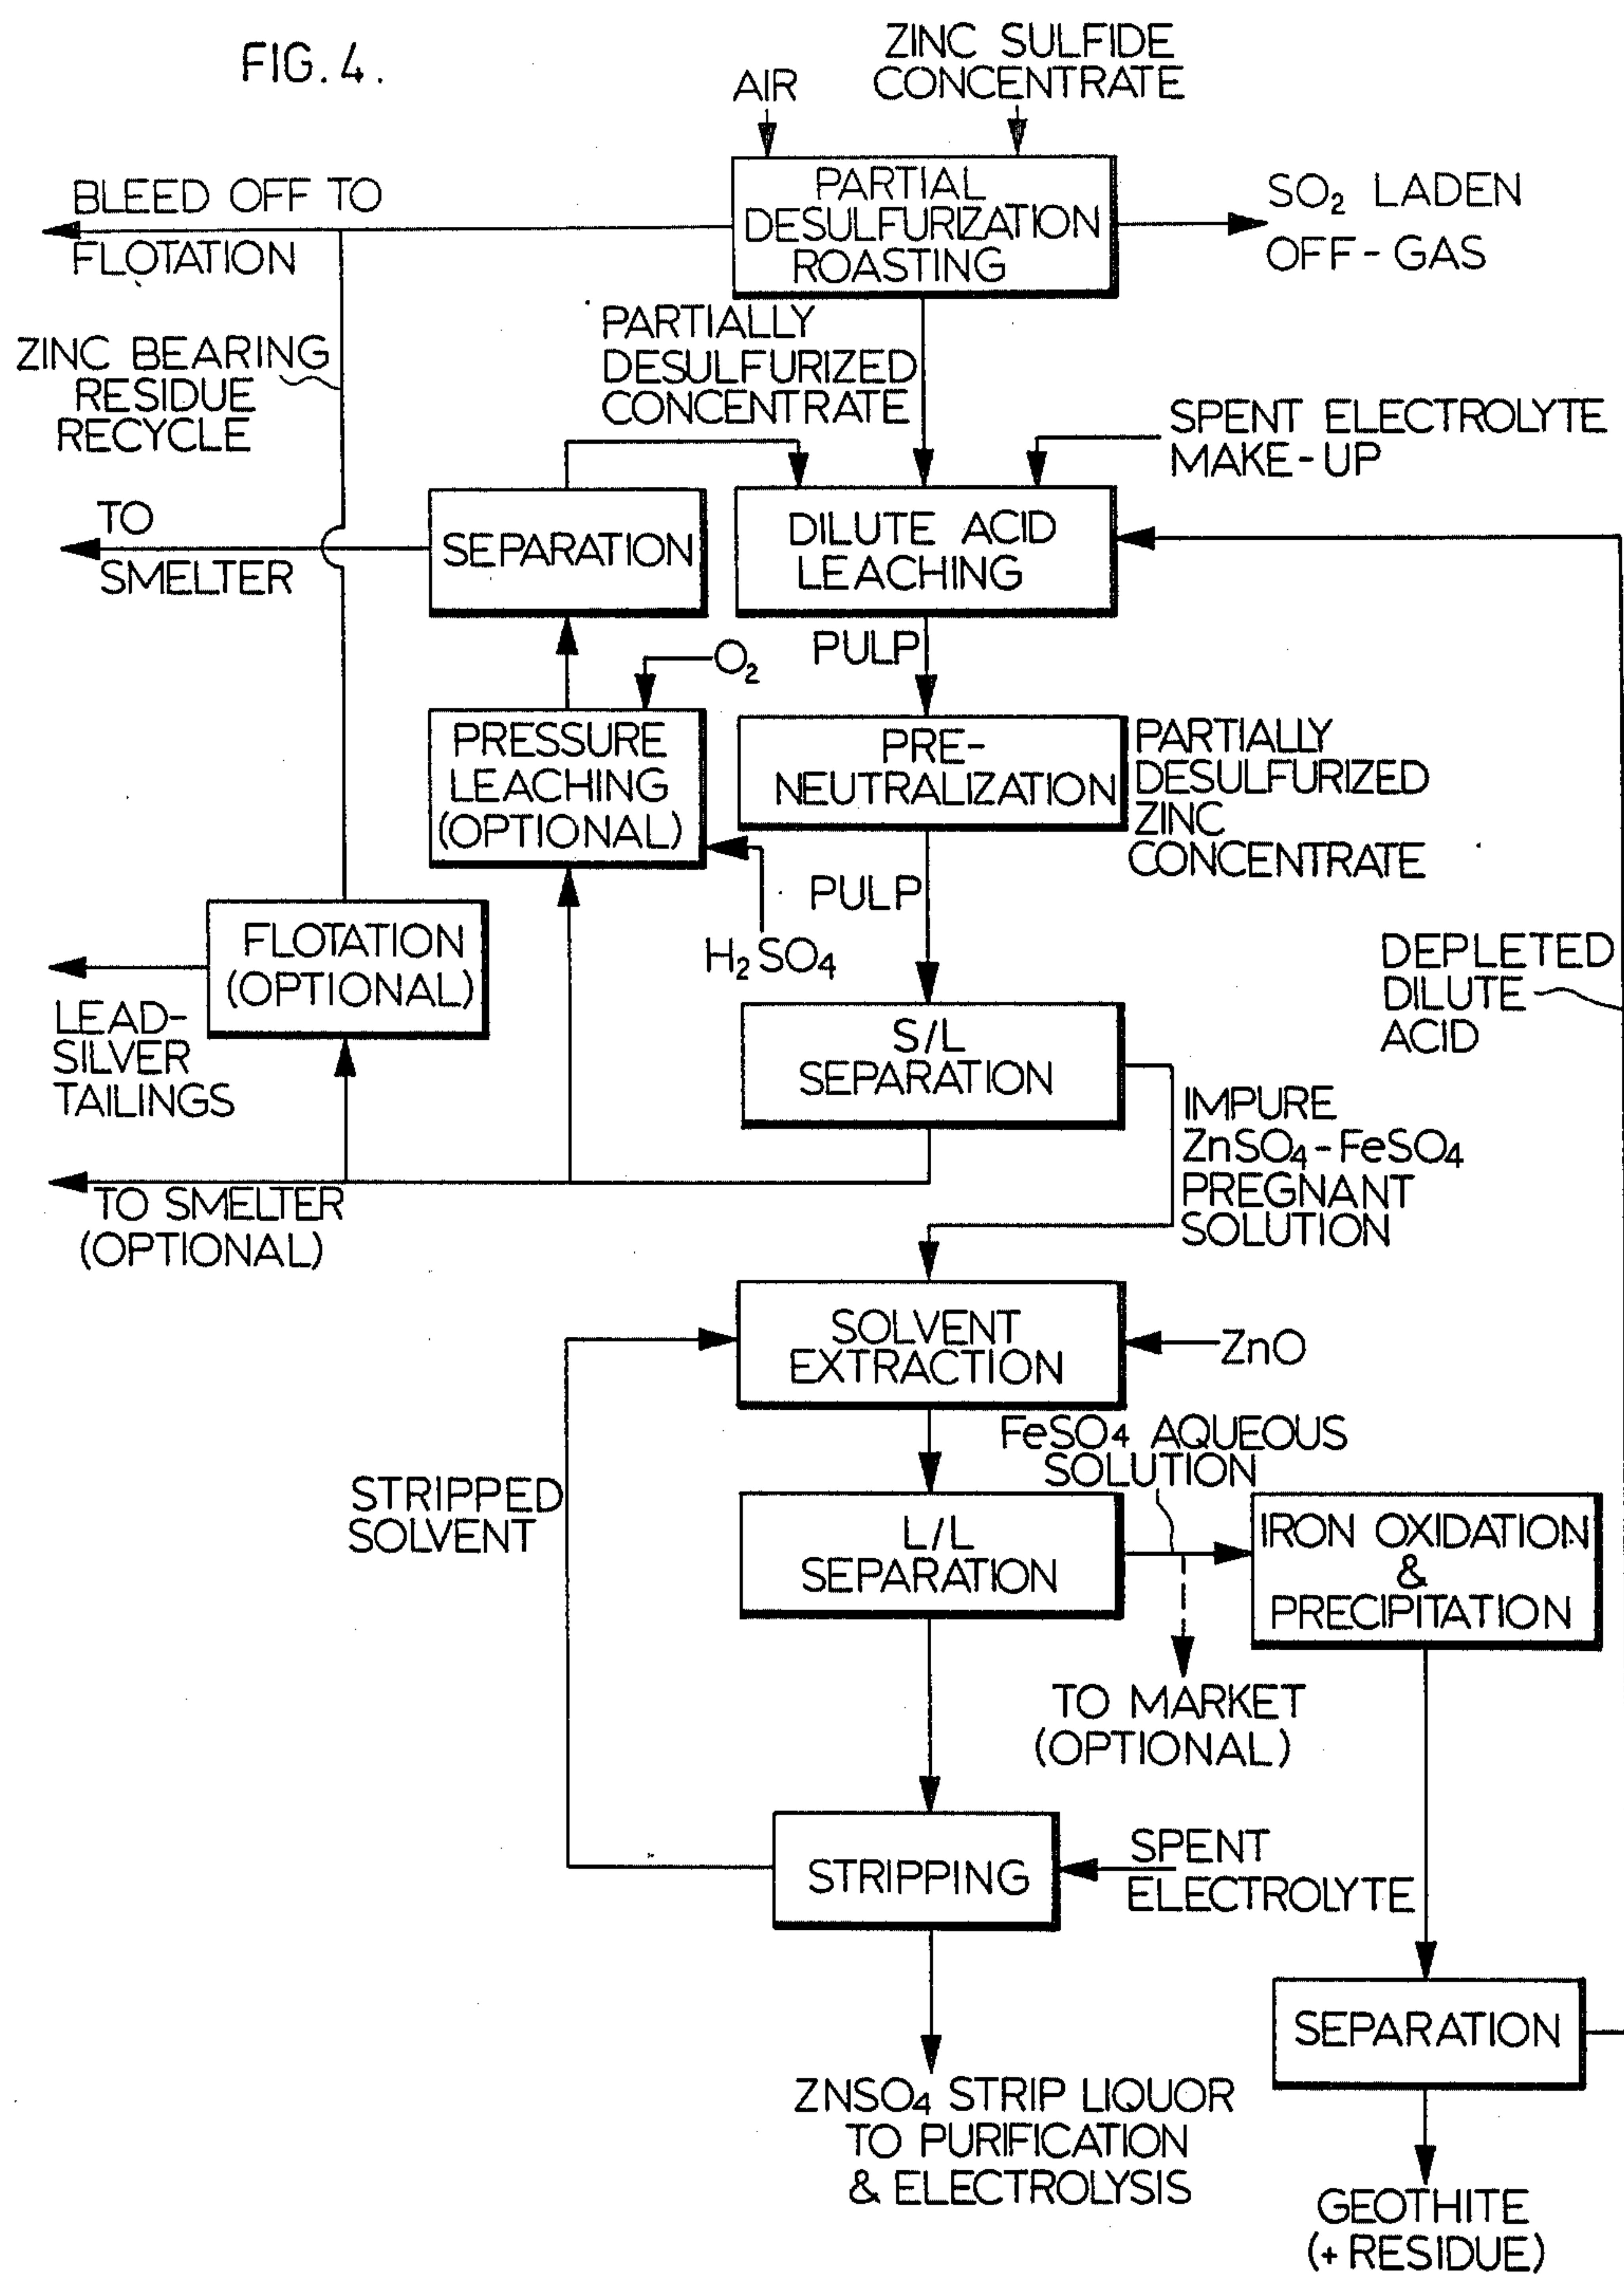 FIG. 4.
ZINC SULFIDE
CONCENTRATE
AIR
PARTIAL
DESULFURIZATION
ROASTING
BLEED OFF TO
FLOTATION
SO₂ LADEN
OFF-GAS
PARTIALLY
DESULFURIZED
CONCENTRATE
ZINC BEARING
RESIDUE
RECYCLE
SPENT ELECTROLYTE
MAKE-UP
TO
SMELTER
SEPARATION
DILUTE ACID
LEACHING
PULP
O₂
PRESSURE
LEACHING
(OPTIONAL)
PRE-
NEUTRALIZATION
PARTIALLY
DESULFURIZED
ZINC
CONCENTRATE
PULP
H₂SO₄
FLOTATION
(OPTIONAL)
DEPLETED
DILUTE
ACID
LEAD-
SILVER
TAILINGS
S/L
SEPARATION
IMPURE
ZnSO₄-FeSO₄
PREGNANT
SOLUTION
TO SMELTER
(OPTIONAL)
SOLVENT
EXTRACTION
ZnO
FeSO₄ AQUEOUS
SOLUTION
STRIPPED
SOLVENT
L/L
SEPARATION
IRON OXIDATION
&
PRECIPITATION
TO MARKET
(OPTIONAL)
STRIPPING
SPENT
ELECTROLYTE
SEPARATION
ZNSO₄ STRIP LIQUOR
TO PURIFICATION
& ELECTROLYSIS
GEOTHITE
(+ RESIDUE)